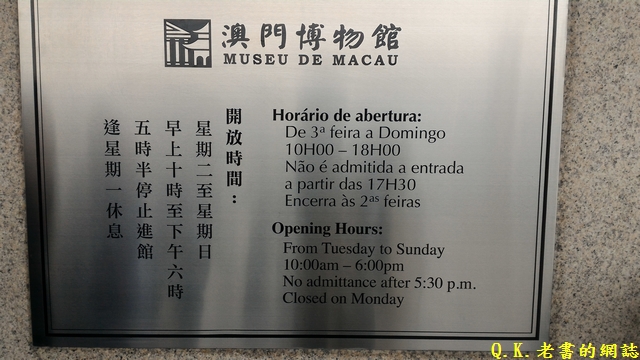 澳門博物館
MUSEU DE MACAU
開放時間：
星期二至星期日
早上十時至下午六時
五時半停止進館
逢星期一休息
Horário de abertura:
De 3ª feira a Domingo
10H00 – 18H00
Não é admitida a entrada
a partir das 17H30
Encerra às 2ªs feiras
Opening Hours:
From Tuesday to Sunday
10:00am – 6:00pm
No admittance after 5:30 p.m.
Closed on Monday
Q.K.老書的網誌